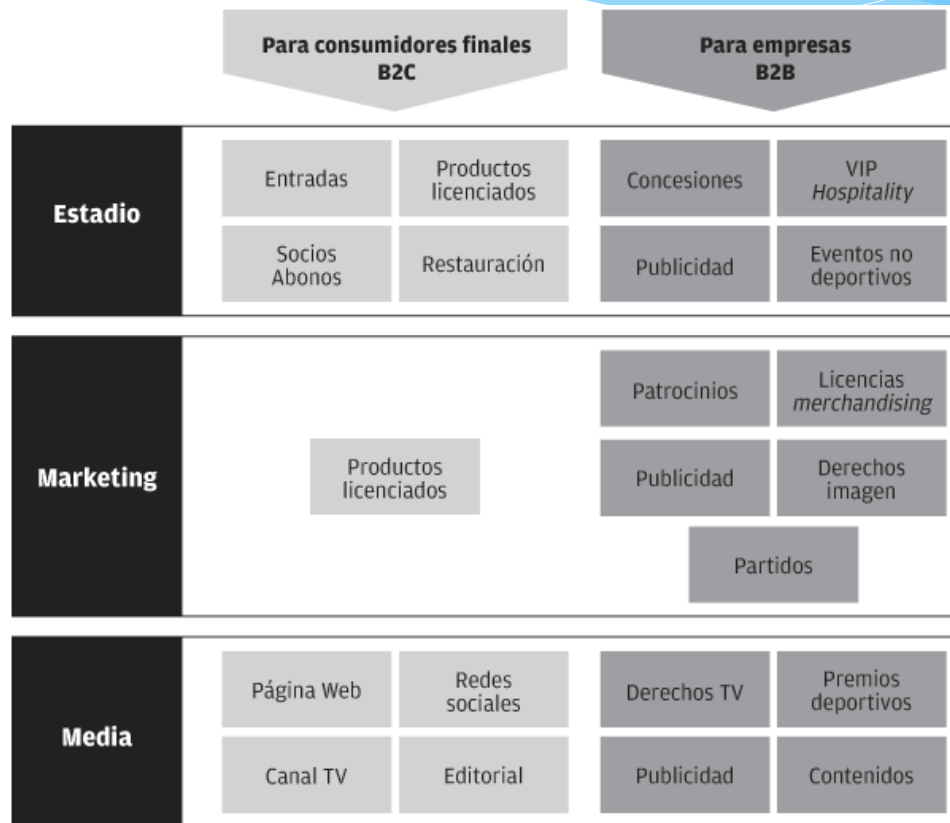 Para consumidores finales
B2C
Para empresas
B2B
Estadio
Entradas
Productos
licenciados
Concesiones
VIP
Hospitality
Socios
Abonos
Restauración
Publicidad
Eventos no
deportivos
Marketing
Productos
licenciados
Patrocinios
Licencias
merchandising
Publicidad
Derechos
imagen
Partidos
Media
Página Web
Redes
sociales
Derechos TV
Premios
deportivos
Canal TV
Editorial
Publicidad
Contenidos